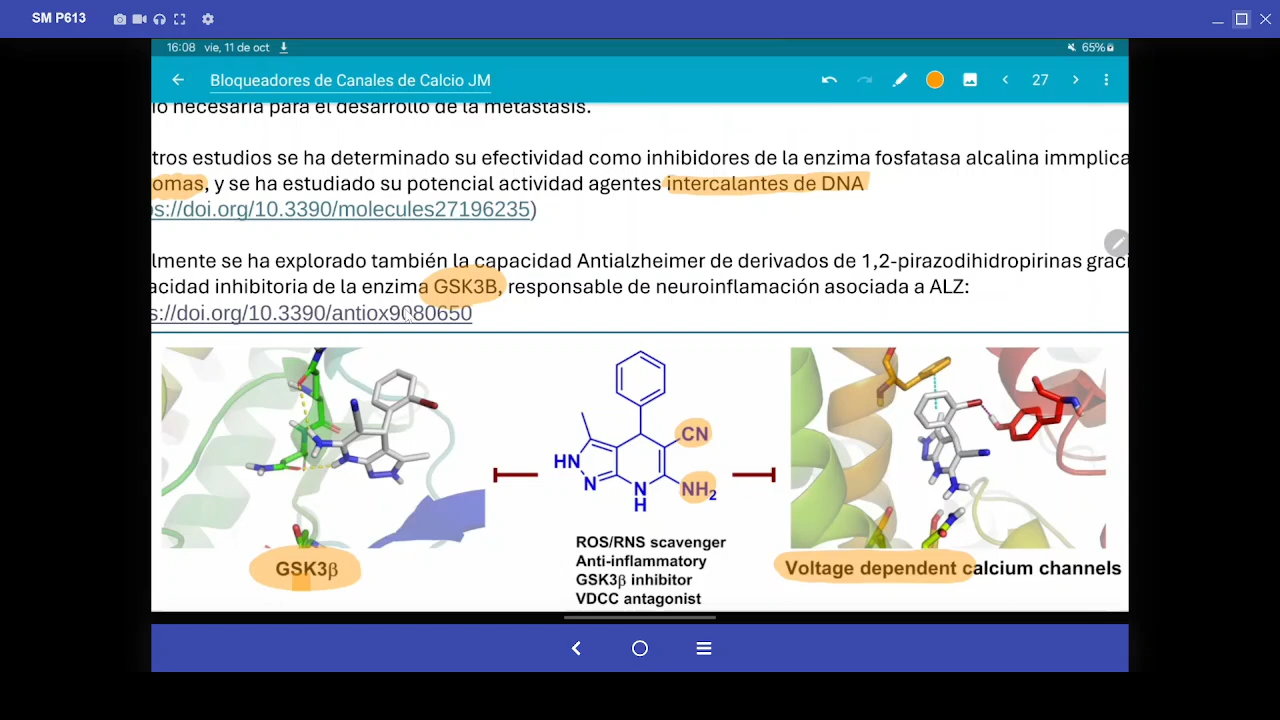 SM P613
16:08 vie, 11 de oct
65%
Bloqueadores de Canales de Calcio JM
27
necesaria para el desarrollo de la metástasis.
tros estudios se ha determinado su efectividad como inhibidores de la enzima fosfatasa alcalina immplica
omas, y se ha estudiado su potencial actividad agentes intercalantes de DNA
ps://doi.org/10.3390/molecules27196235)
lmente se ha explorado también la capacidad Antialzheimer de derivados de 1,2-pirazodihidropirinas graci
acidad inhibitoria de la enzima GSK3B, responsable de neuroinflamación asociada a ALZ:
s://doi.org/10.3390/antiox9080650
CN
HN
N
N
H
NH2
ROS/RNS scavenger
Anti-inflammatory
GSK3β inhibitor
VDCC antagonist
GSK3β
Voltage dependent calcium channels